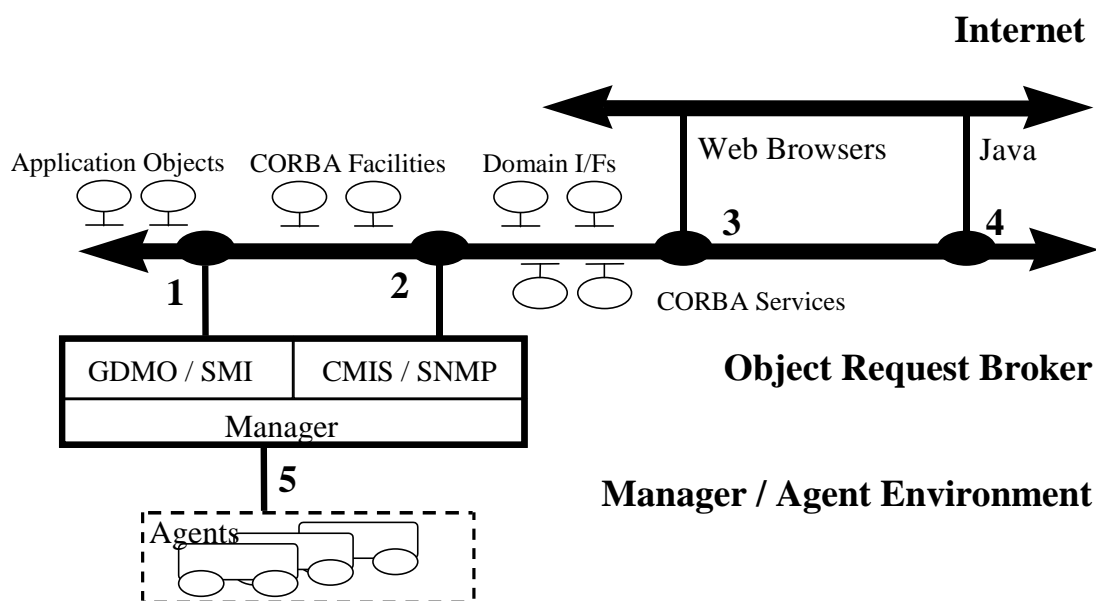 Internet
Web Browsers
Java
Application Objects
CORBA Facilities
Domain I/Fs
3
4
1
2
CORBA Services
GDMO / SMI
CMIS / SNMP
Object Request Broker
Manager
5
Manager / Agent Environment
Agents